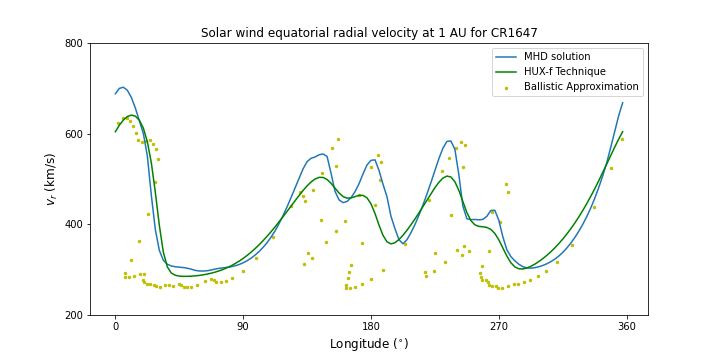 Solar wind equatorial radial velocity at 1 AU for CR1647
MHD solution
HUX-f Technique
Ballistic Approximation
800
600
400
200
v_r (km/s)
0 90 180 270 360
Longitude (°)